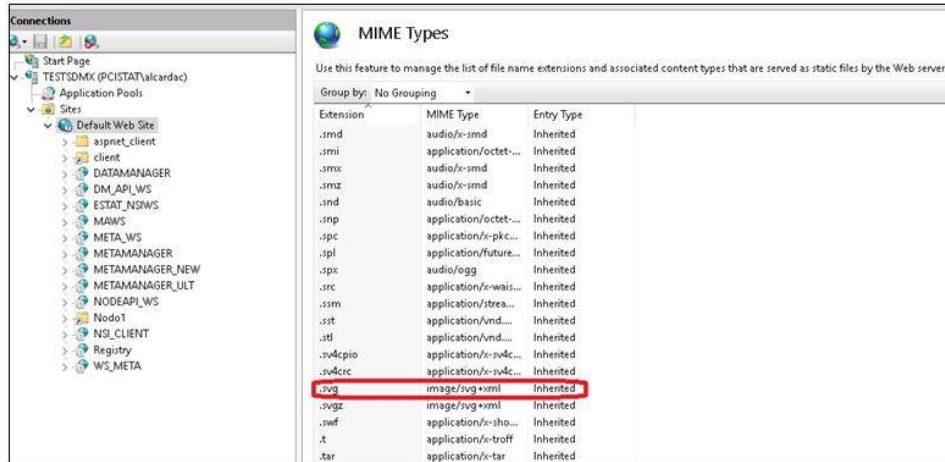 Connections
Start Page
TESTSDMX (PCISTAT\alcardac)
Application Pools
Sites
Default Web Site
aspnet_client
client
DATAMANAGER
DM_API_WS
ESTAT_NSIWS
MAWS
META_WS
METAMANAGER
METAMANAGER_NEW
METAMANAGER_ULT
NODEAPI_WS
Nodo1
NSI_CLIENT
Registry
WS_META
MIME Types
Use this feature to manage the list of file name extensions and associated content types that are served as static files by the Web server
Group by: No Grouping
Extension MIME Type Entry Type
.smd audio/x-smd Inherited
.smi application/octet-... Inherited
.smx audio/x-smd Inherited
.smz audio/x-smd Inherited
.snd audio/basic Inherited
.snp application/octet-... Inherited
.spc application/x-pkc... Inherited
.spl application/future... Inherited
.spx audio/ogg Inherited
.src application/x-wais... Inherited
.ssm application/strea... Inherited
.sst application/vnd.... Inherited
.stl application/vnd.... Inherited
.sv4cpio application/x-sv4c... Inherited
.sv4crc application/x-sv4c... Inherited
.svg image/svg+xml Inherited
.svgz image/svg+xml Inherited
.swf application/x-sho... Inherited
.t application/x-troff Inherited
.tar application/x-tar Inherited